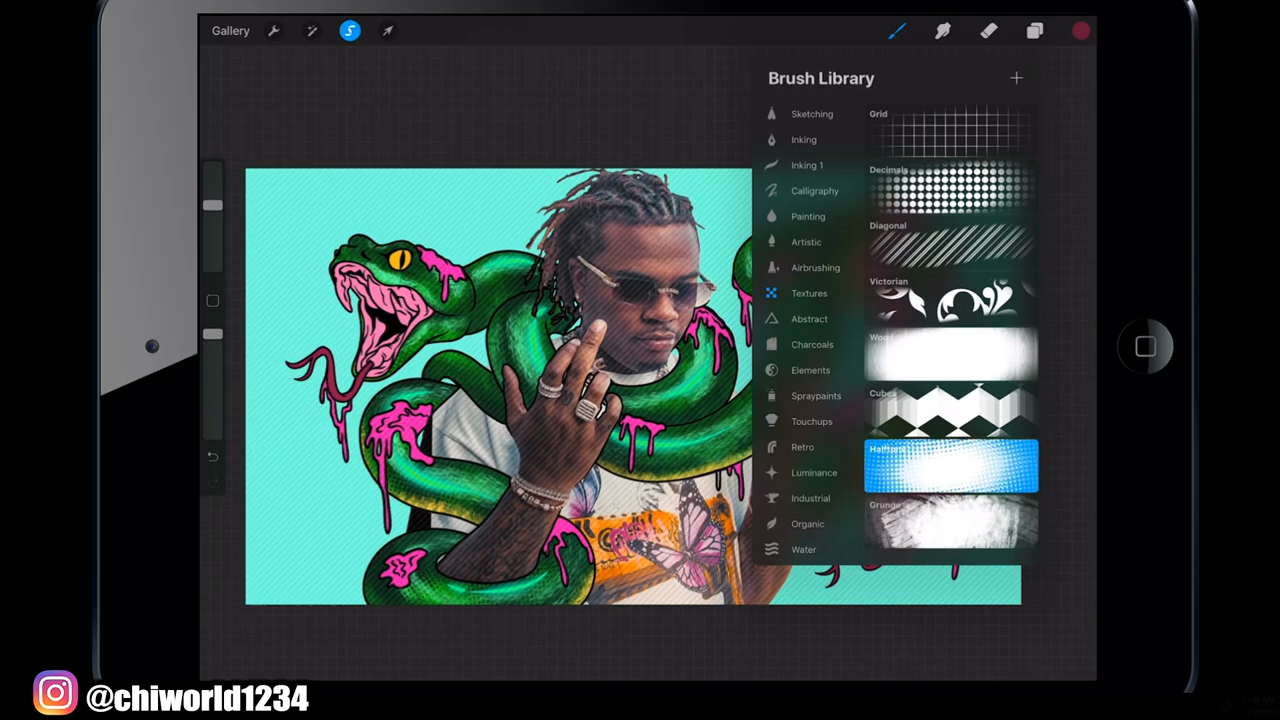 Gallery
Brush Library
Sketching
Inking
Inking 1
Calligraphy
Painting
Artistic
Airbrushing
Textures
Abstract
Charcoals
Elements
Spraypaints
Touchups
Retro
Luminance
Industrial
Organic
Water
Grid
Decimals
Diagonal
Victorian
Cubes
Halftone
Grunge
@chiworld1234